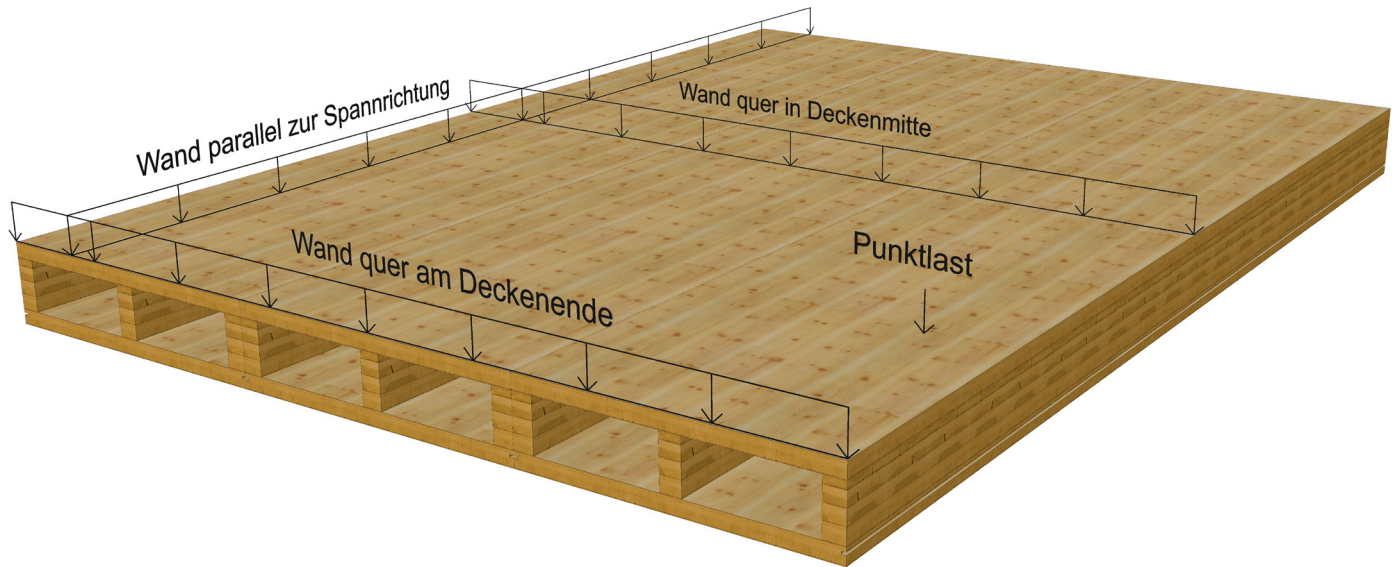 Wand parallel zur Spannrichtung
Wand quer in Deckenmitte
Wand quer am Deckenende
Punktlast